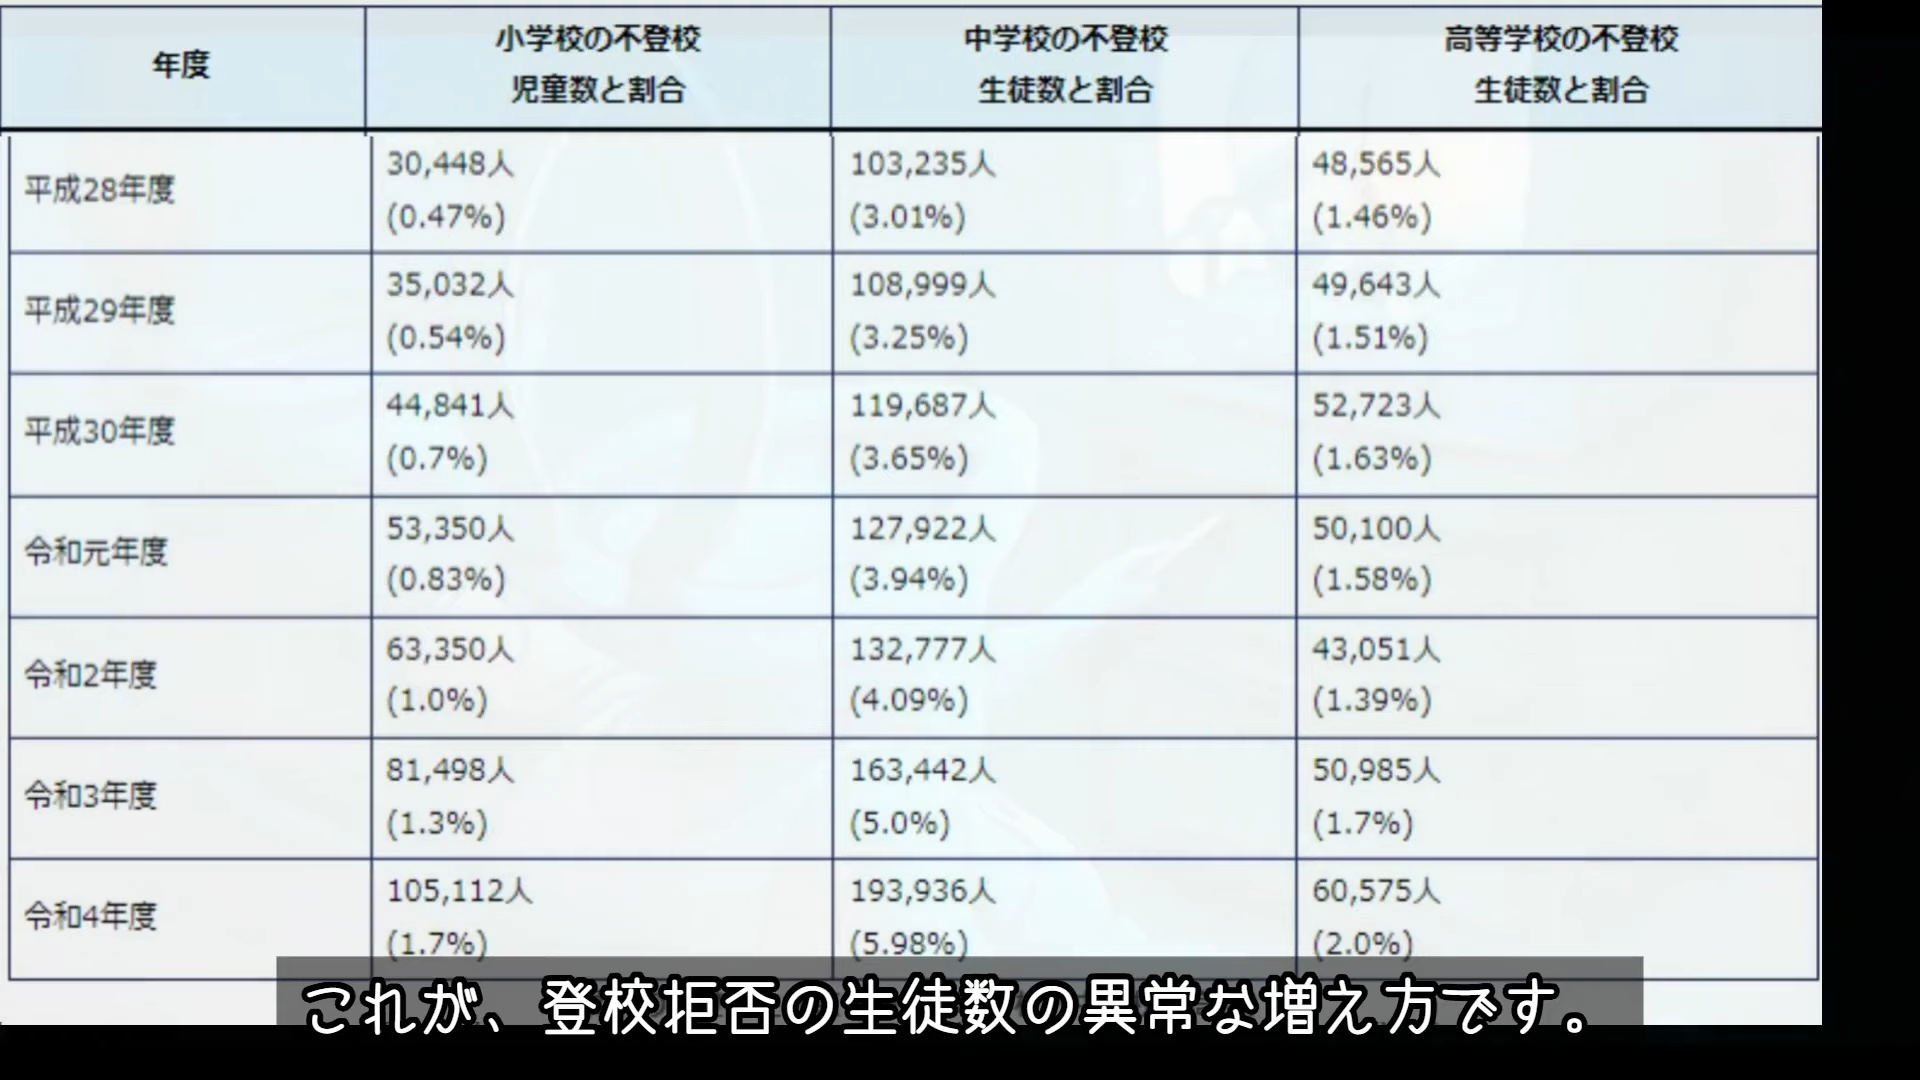 年度
小学校の不登校
児童数と割合
中学校の不登校
生徒数と割合
高等学校の不登校
生徒数と割合
平成28年度
30,448人
(0.47%)
103,235人
(3.01%)
48,565人
(1.46%)
平成29年度
35,032人
(0.54%)
108,999人
(3.25%)
49,643人
(1.51%)
平成30年度
44,841人
(0.7%)
119,687人
(3.65%)
52,723人
(1.63%)
令和元年度
53,350人
(0.83%)
127,922人
(3.94%)
50,100人
(1.58%)
令和2年度
63,350人
(1.0%)
132,777人
(4.09%)
43,051人
(1.39%)
令和3年度
81,498人
(1.3%)
163,442人
(5.0%)
50,985人
(1.7%)
令和4年度
105,112人
(1.7%)
193,936人
(5.98%)
60,575人
(2.0%)
これが、登校拒否の生徒数の異常な増え方です。